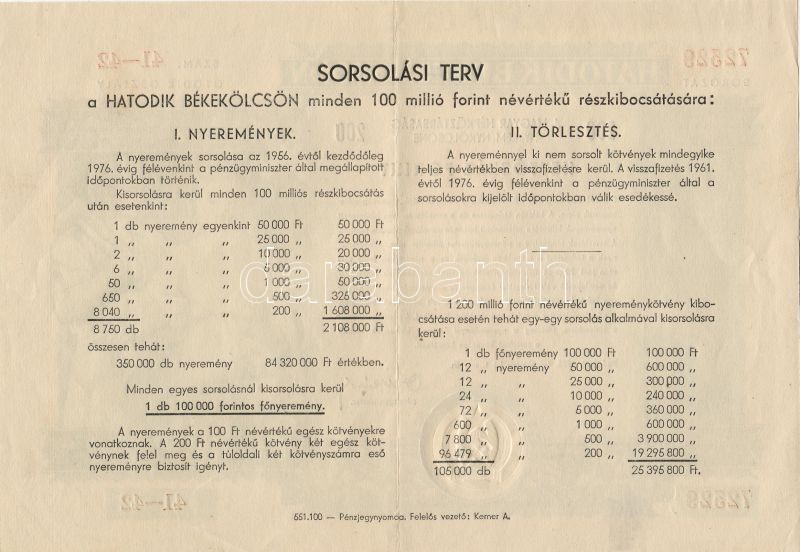 SORSOLÁSI TERV
a HATODIK BÉKEKÖLCSÖN minden 100 millió forint névértékű részkibocsátására:
I. NYEREMÉNYEK.
A nyeremények sorsolása az 1956. évtől kezdődőleg
1976. évig félévenkint a pénzügyminiszter által megállapított
időpontokban történik.
Kisorsolásra kerül minden 100 milliós részkibocsátás
után esetenkint:
1 db nyeremény egyenkint 50 000 Ft 50 000 Ft
1 „ „ „ 25 000 „ 25 000 „
2 „ „ „ 10 000 „ 20 000 „
6 „ „ „ 5 000 „ 30 000 „
50 „ „ „ 1 000 „ 50 000 „
650 „ „ „ 500 „ 325 000 „
8 040 „ „ „ 200 „ 1 608 000 „
8 750 db 2 108 000 Ft
összesen tehát:
350 000 db nyeremény 84 320 000 Ft értékben.
Minden egyes sorsolásnál kisorsolásra kerül
1 db 100 000 forintos főnyeremény.
A nyeremények a 100 Ft névértékű egész kötvényekre
vonatkoznak. A 200 Ft névértékű kötvény két egész köt-
vénynek felel meg és a túloldali két kötvényszámra eső
nyereményre biztosít igényt.
II. TÖRLESZTÉS.
A nyereménnyel ki nem sorsolt kötvények mindegyike
teljes névértékben visszafizetésre kerül. A visszafizetés 1961.
évtől 1976. évig félévenkint a pénzügyminiszter által a
sorsolásokra kijelölt időpontokban válik esedékessé.
1 200 millió forint névértékű nyereménykötvény kibo-
csátása esetén tehát egy-egy sorsolás alkalmával kisorsolásra
kerül:
1 db főnyeremény 100 000 Ft 100 000 Ft
12 „ nyeremény 50 000 „ 600 000 „
12 „ „ 25 000 „ 300 000 „
24 „ „ 10 000 „ 240 000 „
72 „ „ 5 000 „ 360 000 „
600 „ „ 1 000 „ 600 000 „
7 800 „ „ 500 „ 3 900 000 „
96 479 „ „ 200 „ 19 295 800 „
105 000 db 25 395 800 Ft.
551.100 — Pénzjegynyomda. Felelős vezető: Kerner A.
darabanth